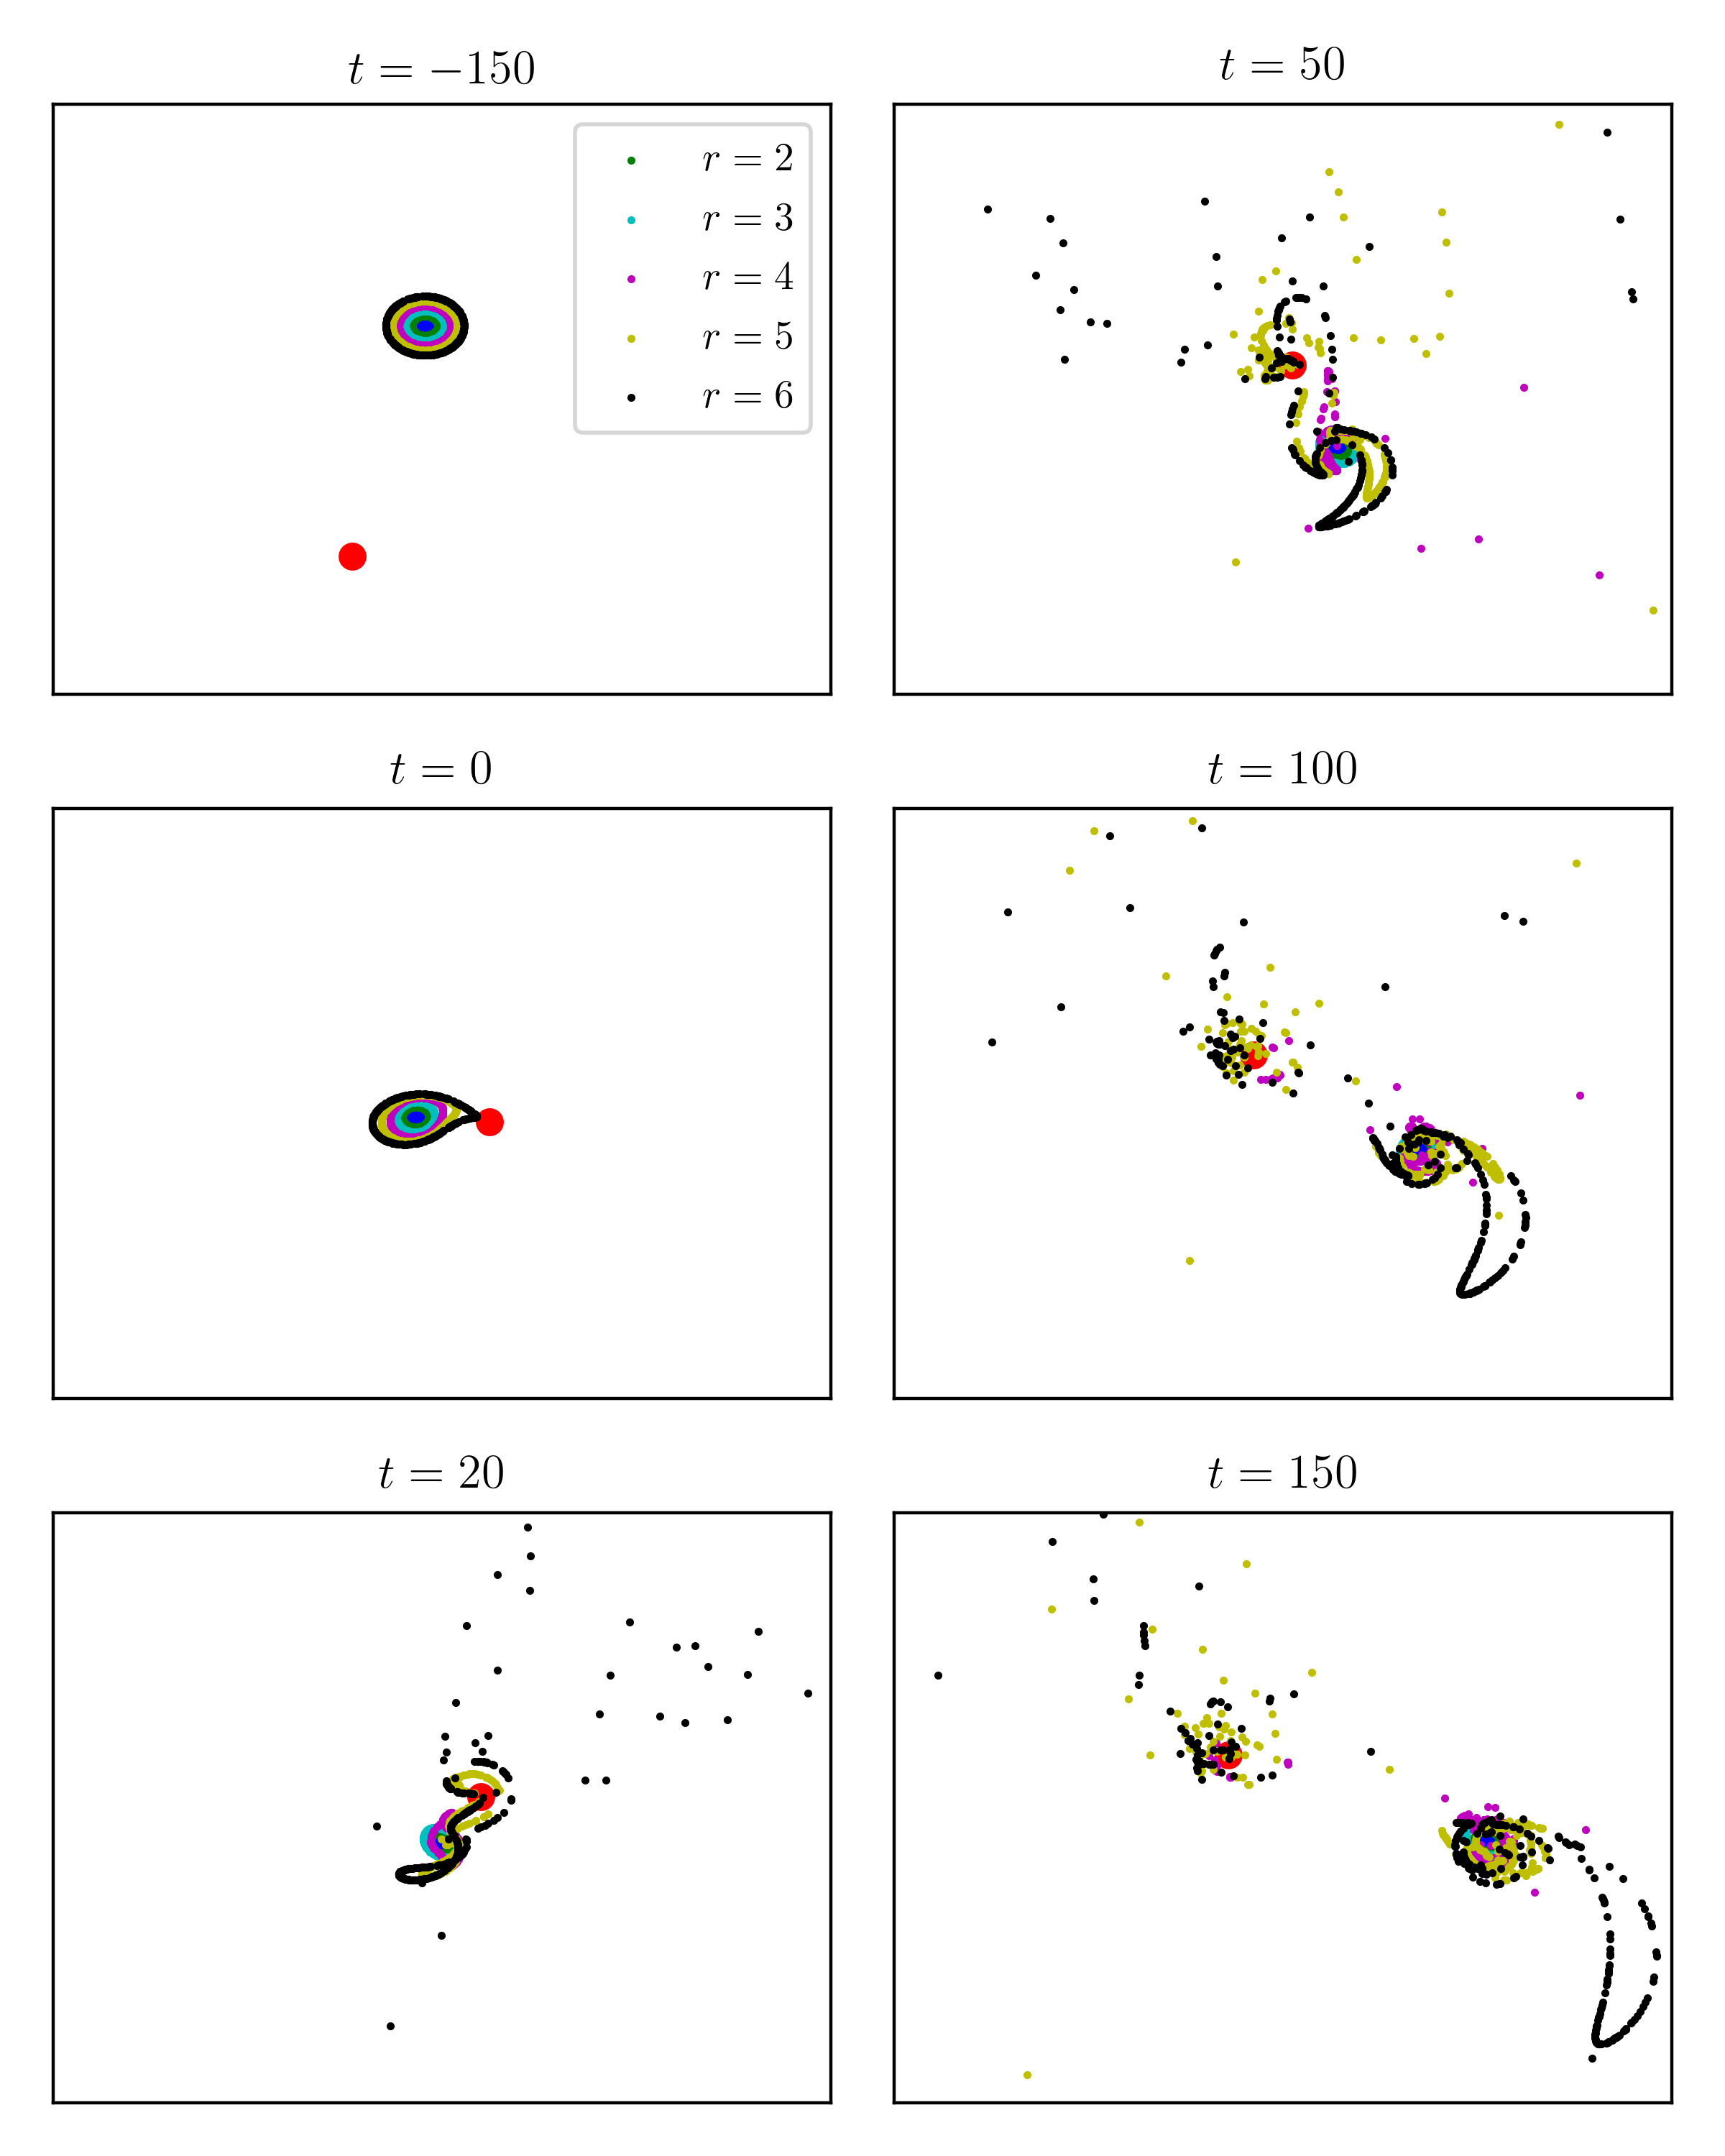 t = −150
r = 2
r = 3
r = 4
r = 5
r = 6
t = 50
t = 0
t = 100
t = 20
t = 150